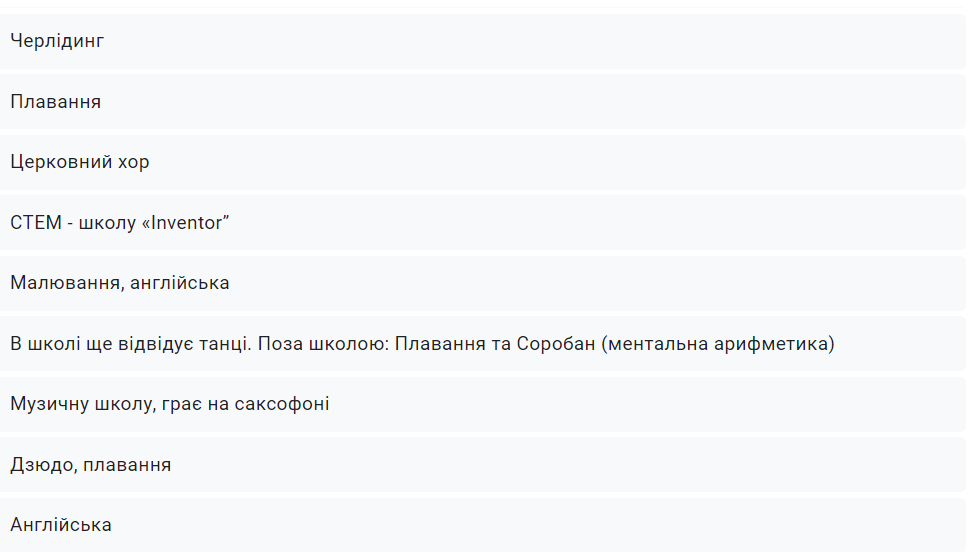 Черлідинг
Плавання
Церковний хор
СТЕМ - школу «Inventor”
Малювання, англійська
В школі ще відвідує танці. Поза школою: Плавання та Соробан (ментальна арифметика)
Музичну школу, грає на саксофоні
Дзюдо, плавання
Англійська